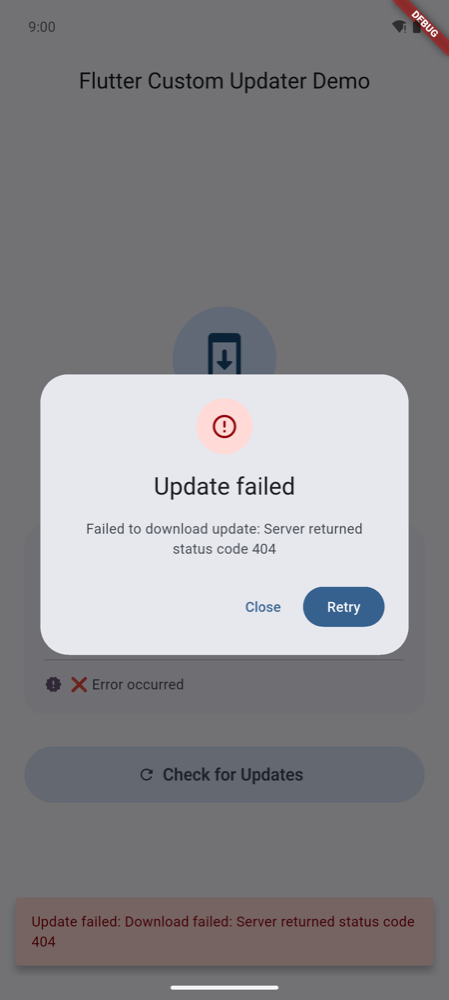 9:00
DEBUG
Flutter Custom Updater Demo
Update failed
Failed to download update: Server returned
status code 404
Close
Retry
❌ Error occurred
Check for Updates
Update failed: Download failed: Server returned status code
404